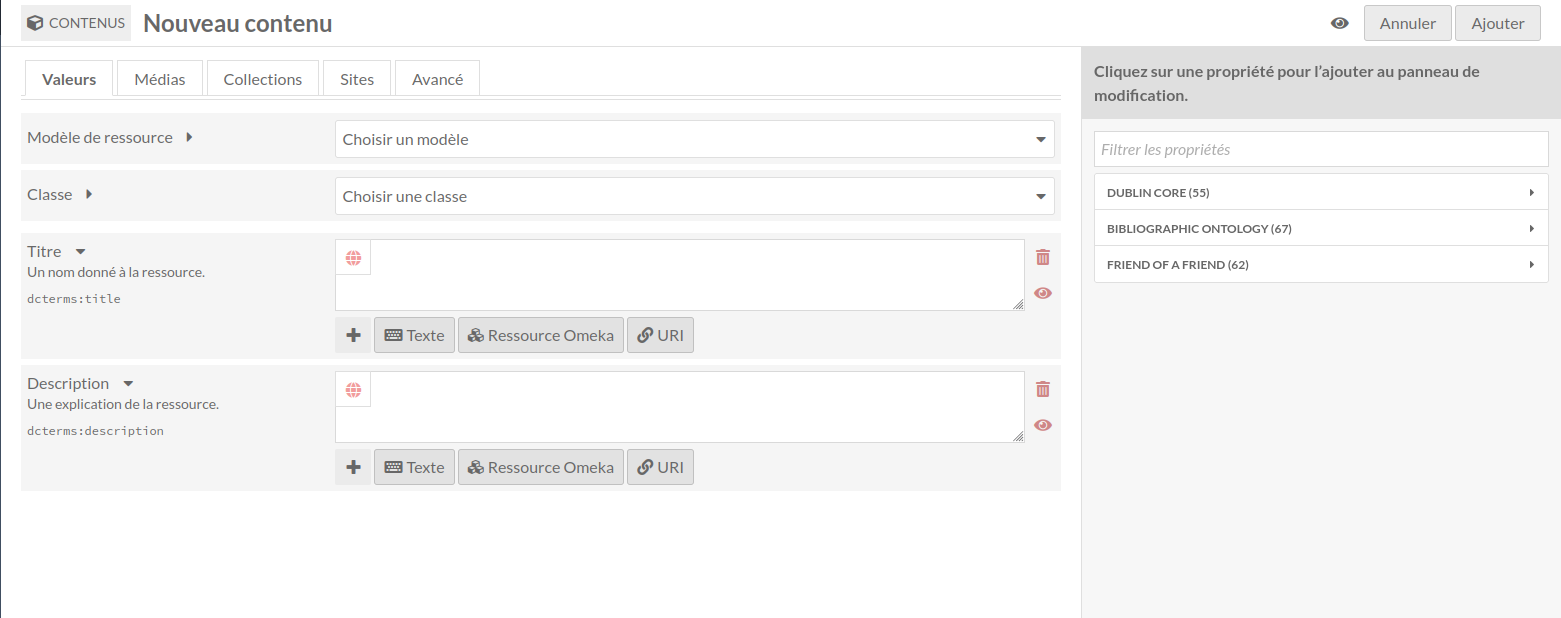 CONTENUS Nouveau contenu
Annuler Ajouter
Valeurs Médias Collections Sites Avancé
Cliquez sur une propriété pour l’ajouter au panneau de
modification.
Modèle de ressource Choisir un modèle
Classe Choisir une classe
Titre
Un nom donné à la ressource.
dcterms:title
+ Texte Ressource Omeka URI
Description
Une explication de la ressource.
dcterms:description
+ Texte Ressource Omeka URI
Filtrer les propriétés
DUBLIN CORE (55)
BIBLIOGRAPHIC ONTOLOGY (67)
FRIEND OF A FRIEND (62)